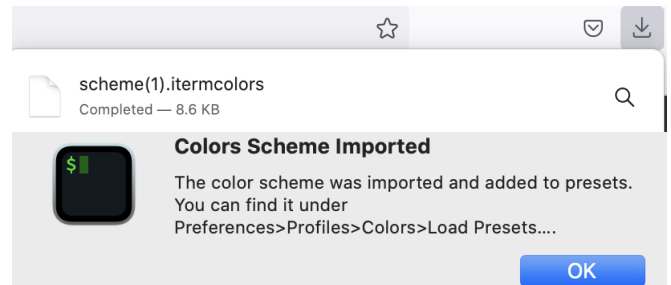 scheme(1).itermcolors
Completed — 8.6 KB
$
Colors Scheme Imported
The color scheme was imported and added to presets.
You can find it under
Preferences>Profiles>Colors>Load Presets....
OK